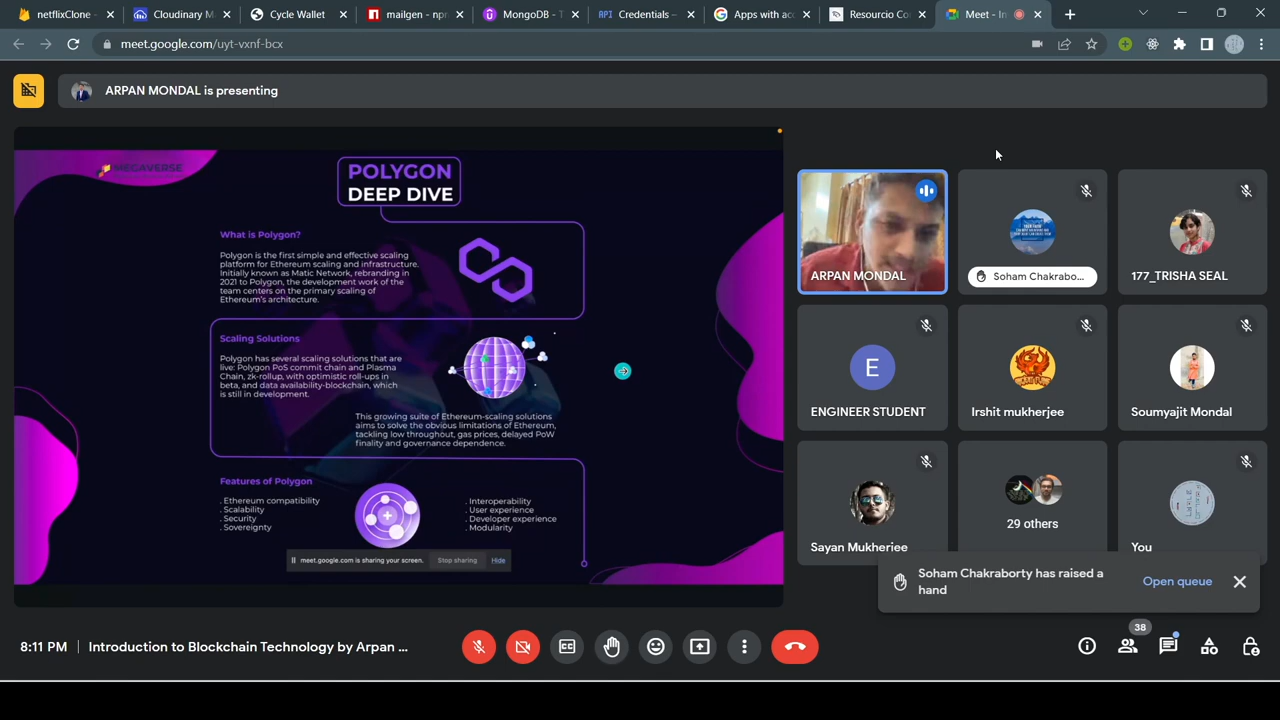 netflixClone
Cloudinary M
Cycle Wallet
mailgen - npr
MongoDB - T
API Credentials –
Apps with acc
Resourcio Co
Meet - In
meet.google.com/uyt-vxnf-bcx
ARPAN MONDAL is presenting
MEGAVERSE
POLYGON
DEEP DIVE
What is Polygon?
Polygon is the first simple and effective scaling
platform for Ethereum scaling and infrastructure.
Initially known as Matic Network, rebranding in
2021 to Polygon, the development work of the
team centers on the primary scaling of
Ethereum's architecture.
Scaling Solutions
Polygon has several scaling solutions that are
live: Polygon PoS commit chain and Plasma
Chain, zk-rollup, with optimistic roll-ups in
beta, and data availability-blockchain, which
is still in development.
This growing suite of Ethereum-scaling solutions
aims to solve the obvious limitations of Ethereum,
tackling low throughout, gas prices, delayed PoW
finality and governance dependence.
Features of Polygon
. Ethereum compatibility
. Scalability
. Security
. Sovereignty
. Interoperability
. User experience
. Developer experience
. Modularity
meet.google.com is sharing your screen.
Stop sharing
Hide
ARPAN MONDAL
Soham Chakrabo...
177_TRISHA SEAL
E
ENGINEER STUDENT
Irshit mukherjee
Soumyajit Mondal
Sayan Mukherjee
29 others
You
Soham Chakraborty has raised a
hand
Open queue
8:11 PM
Introduction to Blockchain Technology by Arpan ...
38